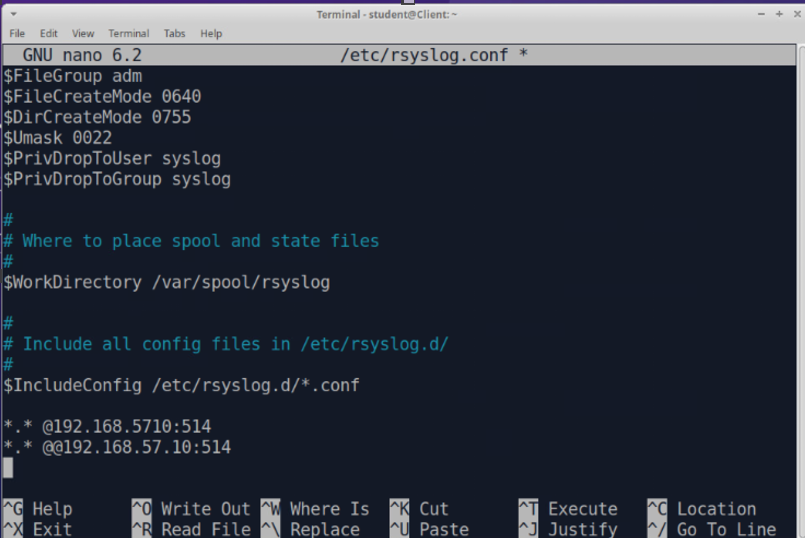 Terminal - student@Client: ~
File Edit View Terminal Tabs Help
GNU nano 6.2 /etc/rsyslog.conf *
$FileGroup adm
$FileCreateMode 0640
$DirCreateMode 0755
$Umask 0022
$PrivDropToUser syslog
$PrivDropToGroup syslog
#
# Where to place spool and state files
#
$WorkDirectory /var/spool/rsyslog
#
# Include all config files in /etc/rsyslog.d/
#
$IncludeConfig /etc/rsyslog.d/*.conf
*.* @192.168.5710:514
*.* @@192.168.57.10:514
^G Help ^O Write Out ^W Where Is ^K Cut ^T Execute ^C Location
^X Exit ^R Read File ^\ Replace ^U Paste ^J Justify ^/ Go To Line